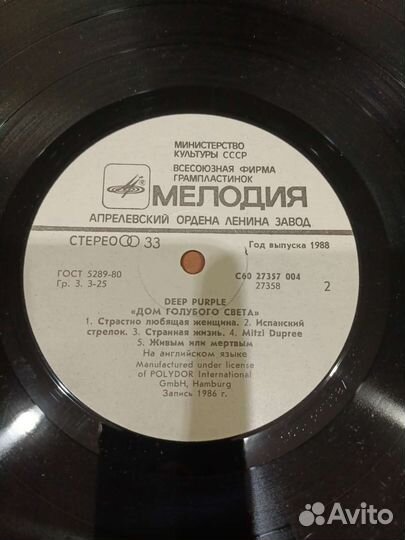 МИНИСТЕРСТВО
КУЛЬТУРЫ СССР
ВСЕСОЮЗНАЯ ФИРМА
ГРАМПЛАСТИНОК
МЕЛОДИЯ
АПРЕЛЕВСКИЙ ОРДЕНА ЛЕНИНА ЗАВОД
СТЕРЕО 33
Год выпуска 1988
ГОСТ 5289-80
Гр. 3. 3-25
С60 27357 004
27358
2
DEEP PURPLE
«ДОМ ГОЛУБОГО СВЕТА»
1. Страстно любящая женщина. 2. Испанский
стрелок. 3. Странная жизнь. 4. Mitzi Dupree
5. Живым или мертвым
На английском языке
Manufactured under license
of POLYDOR International
GmbH, Hamburg
Запись 1986 г.
Avito